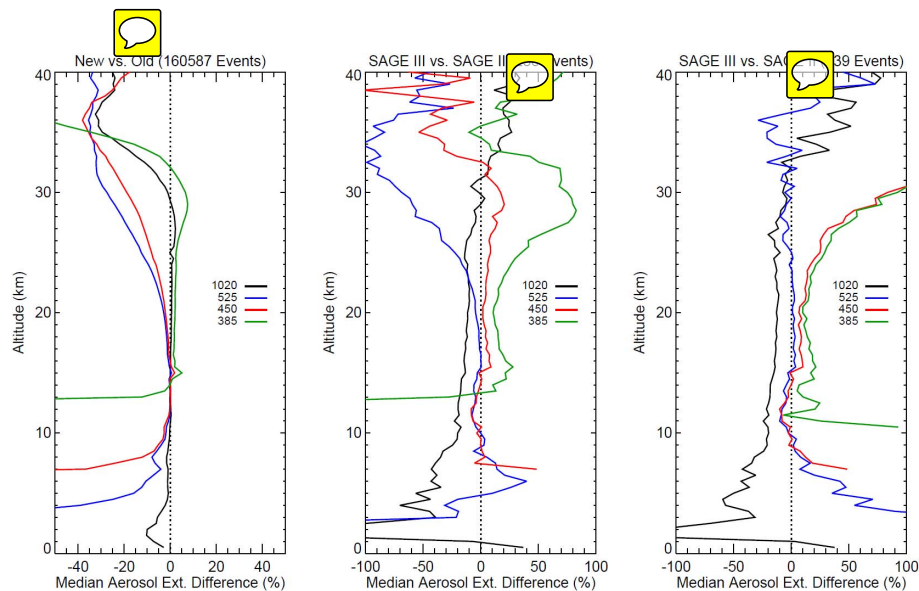 New vs. Old (160587 Events)
40
30
20
10
0
Altitude (km)
1020
525
450
385
-40 -20 0 20 40
Median Aerosol Ext. Difference (%)
SAGE III vs. SAGE II
40
30
20
10
0
Altitude (km)
1020
525
450
385
-100 -50 0 50 100
Median Aerosol Ext. Difference (%)
SAGE III vs. 39 Events)
40
30
20
10
0
Altitude (km)
1020
525
450
385
-100 -50 0 50 100
Median Aerosol Ext. Difference (%)